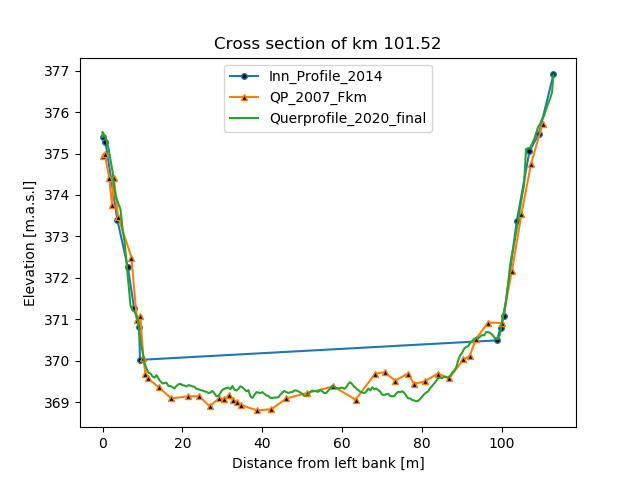 Cross section of km 101.52
Inn_Profile_2014
QP_2007_Fkm
Querprofile_2020_final
377
376
375
374
373
372
371
370
369
Elevation [m.a.s.l]
0
20
40
60
80
100
Distance from left bank [m]